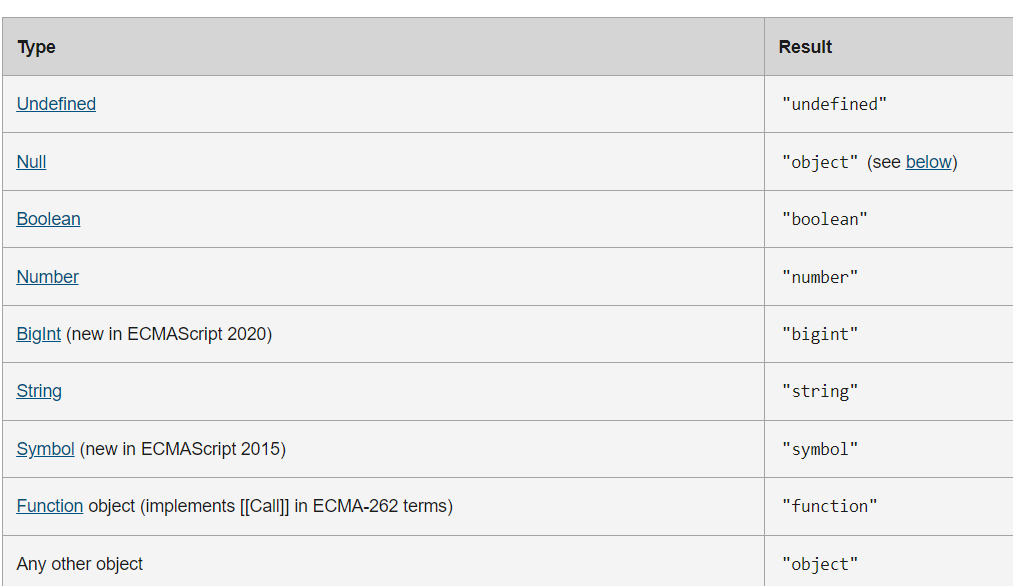 Type Result
Undefined "undefined"
Null "object" (see below)
Boolean "boolean"
Number "number"
BigInt (new in ECMAScript 2020) "bigint"
String "string"
Symbol (new in ECMAScript 2015) "symbol"
Function object (implements [[Call]] in ECMA-262 terms) "function"
Any other object "object"